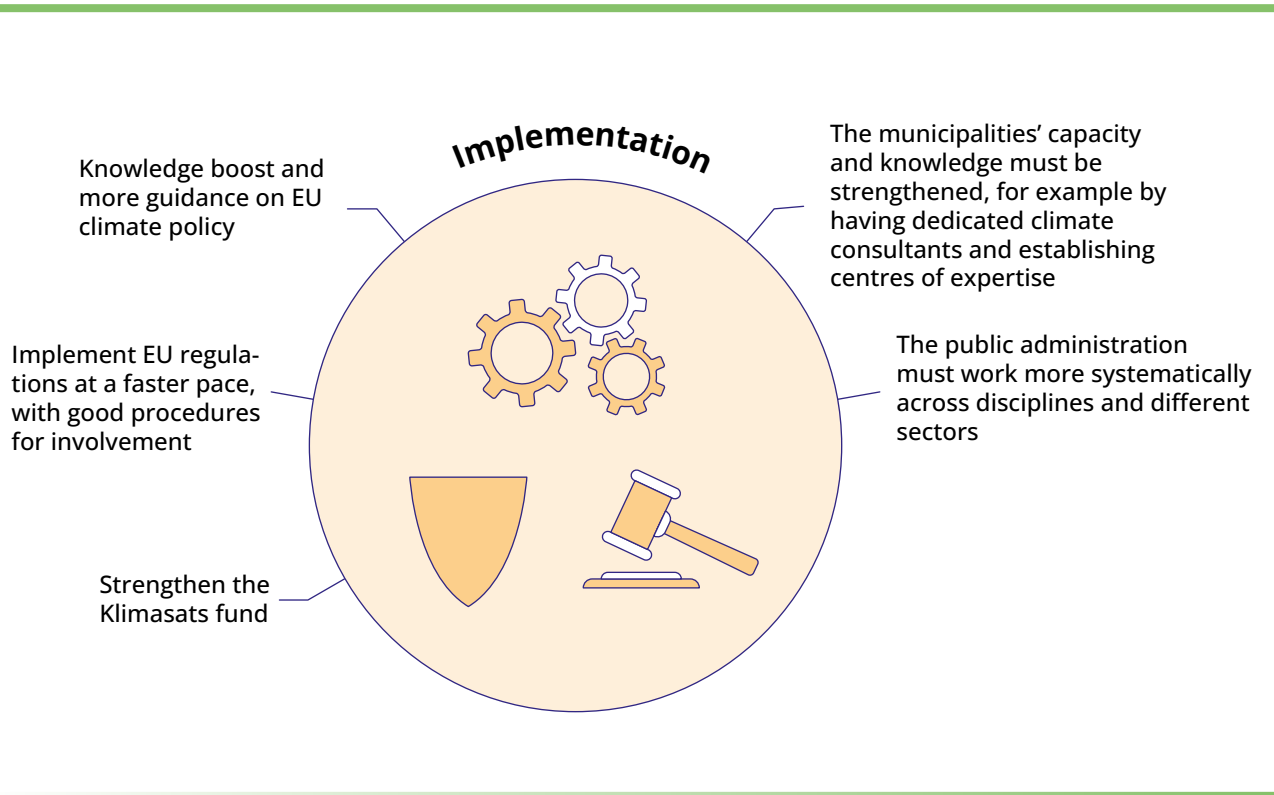 Implementation
Knowledge boost and
more guidance on EU
climate policy
Implement EU regula-
tions at a faster pace,
with good procedures
for involvement
Strengthen the
Klimasats fund
The municipalities’ capacity
and knowledge must be
strengthened, for example by
having dedicated climate
consultants and establishing
centres of expertise
The public administration
must work more systematically
across disciplines and different
sectors